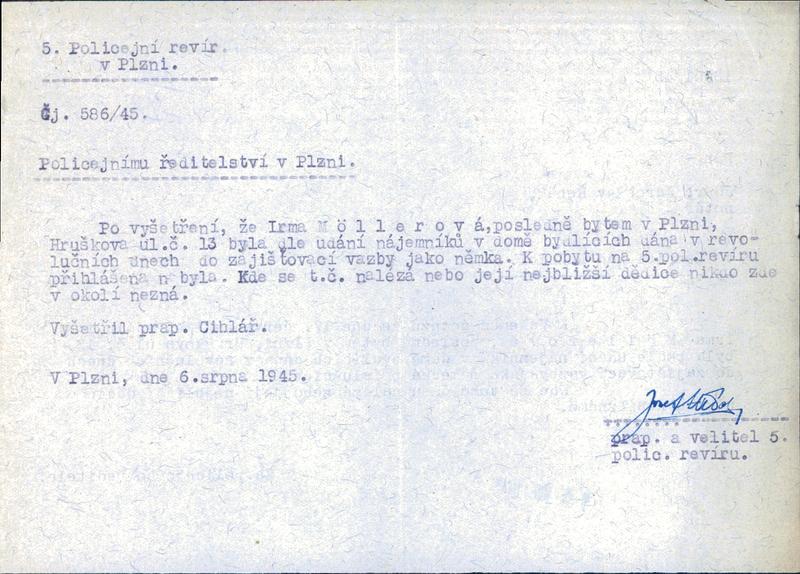 5. Policejní revír
v Plzni.
Čj. 586/45.
Policejnímu ředitelství v Plzni.
Po vyšetření, že Irma M ö l l e r o v á,posledně bytem v Plzni,
Hruškova ul.č. 13 byla dle udání nájemníků v domě bydlících dána v revo-
lučních dnech do zajišťovací vazby jako němka. K pobytu na 5.pol.revíru
přihlášena n byla. Kde se t.č. nalézá nebo její nejbližší dědice nikdo zde
v okolí nezná.
Vyšetřil prap. Cihlář.
V Plzni, dne 6.srpna 1945.
Josef
prap. a velitel 5.
polic. revíru.